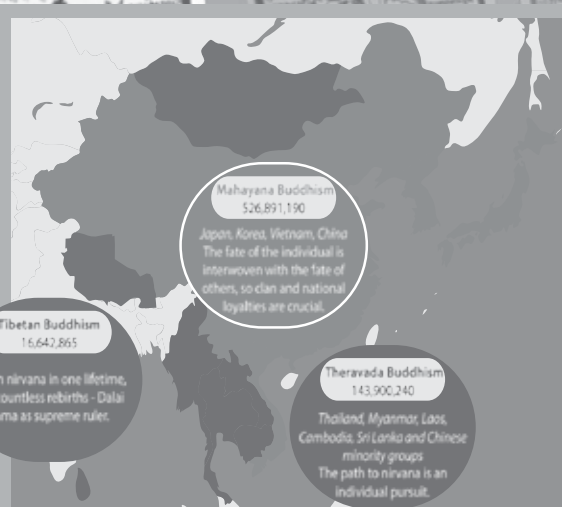 Mahayana Buddhism
526,891,190
Japan, Korea, Vietnam, China
The fate of the individual is
interwoven with the fate of
others, so clan and national
loyalties are crucial.
Tibetan Buddhism
16,642,865
nirvana in one lifetime,
countless rebirths - Dalai
ma as supreme ruler.
Theravada Buddhism
143,900,240
Thailand, Myanmar, Laos,
Cambodia, Sri Lanka and Chinese
minority groups
The path to nirvana is an
individual pursuit.